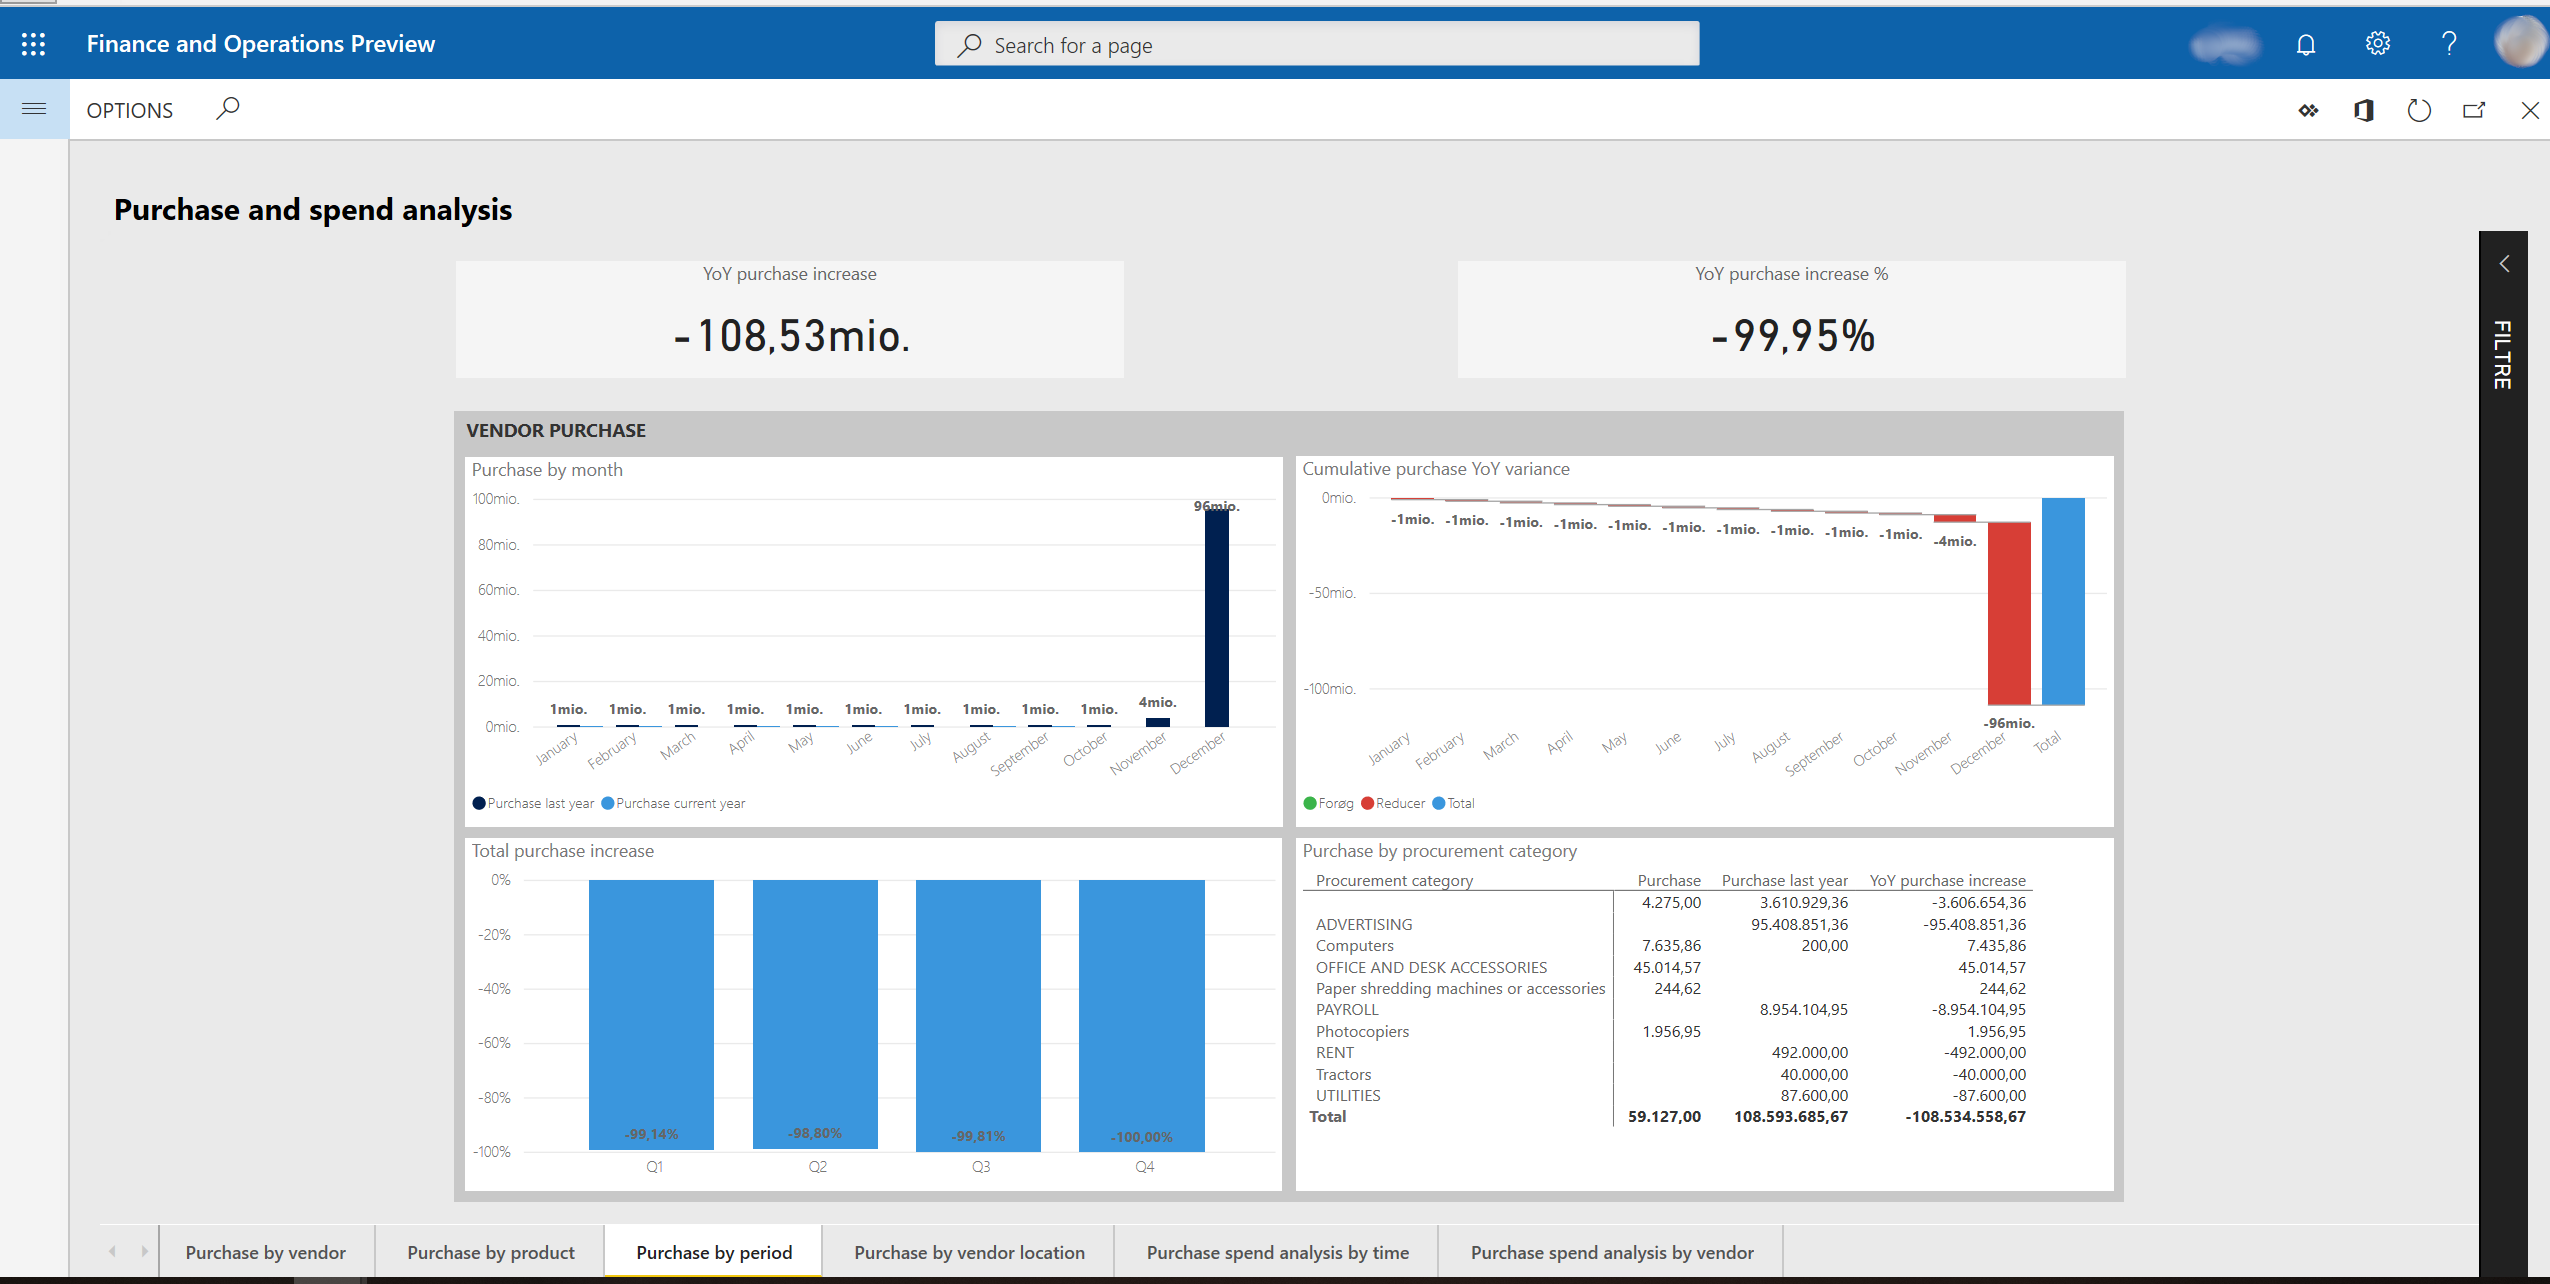 Finance and Operations Preview
Search for a page
?
OPTIONS
Purchase and spend analysis
YoY purchase increase
-108,53mio.
YoY purchase increase %
-99,95%
FILTRE
VENDOR PURCHASE
Purchase by month
100mio.
80mio.
60mio.
40mio.
20mio.
0mio.
1mio. 1mio. 1mio. 1mio. 1mio. 1mio. 1mio. 1mio. 1mio. 1mio. 4mio. 96mio.
January February March April May June July August September October November December
Purchase last year Purchase current year
Cumulative purchase YoY variance
0mio.
-50mio.
-100mio.
-1mio. -1mio. -1mio. -1mio. -1mio. -1mio. -1mio. -1mio. -1mio. -1mio. -4mio. -96mio.
January February March April May June July August September October November December Total
Forøg Reducer Total
Total purchase increase
0%
-20%
-40%
-60%
-80%
-100%
-99,14% -98,80% -99,81% -100,00%
Q1 Q2 Q3 Q4
Purchase by procurement category
Procurement category Purchase Purchase last year YoY purchase increase
4.275,00 3.610.929,36 -3.606.654,36
ADVERTISING 95.408.851,36 -95.408.851,36
Computers 7.635,86 200,00 7.435,86
OFFICE AND DESK ACCESSORIES 45.014,57 45.014,57
Paper shredding machines or accessories 244,62 244,62
PAYROLL 8.954.104,95 -8.954.104,95
Photocopiers 1.956,95 1.956,95
RENT 492.000,00 -492.000,00
Tractors 40.000,00 -40.000,00
UTILITIES 87.600,00 -87.600,00
Total 59.127,00 108.593.685,67 -108.534.558,67
Purchase by vendor Purchase by product Purchase by period Purchase by vendor location Purchase spend analysis by time Purchase spend analysis by vendor